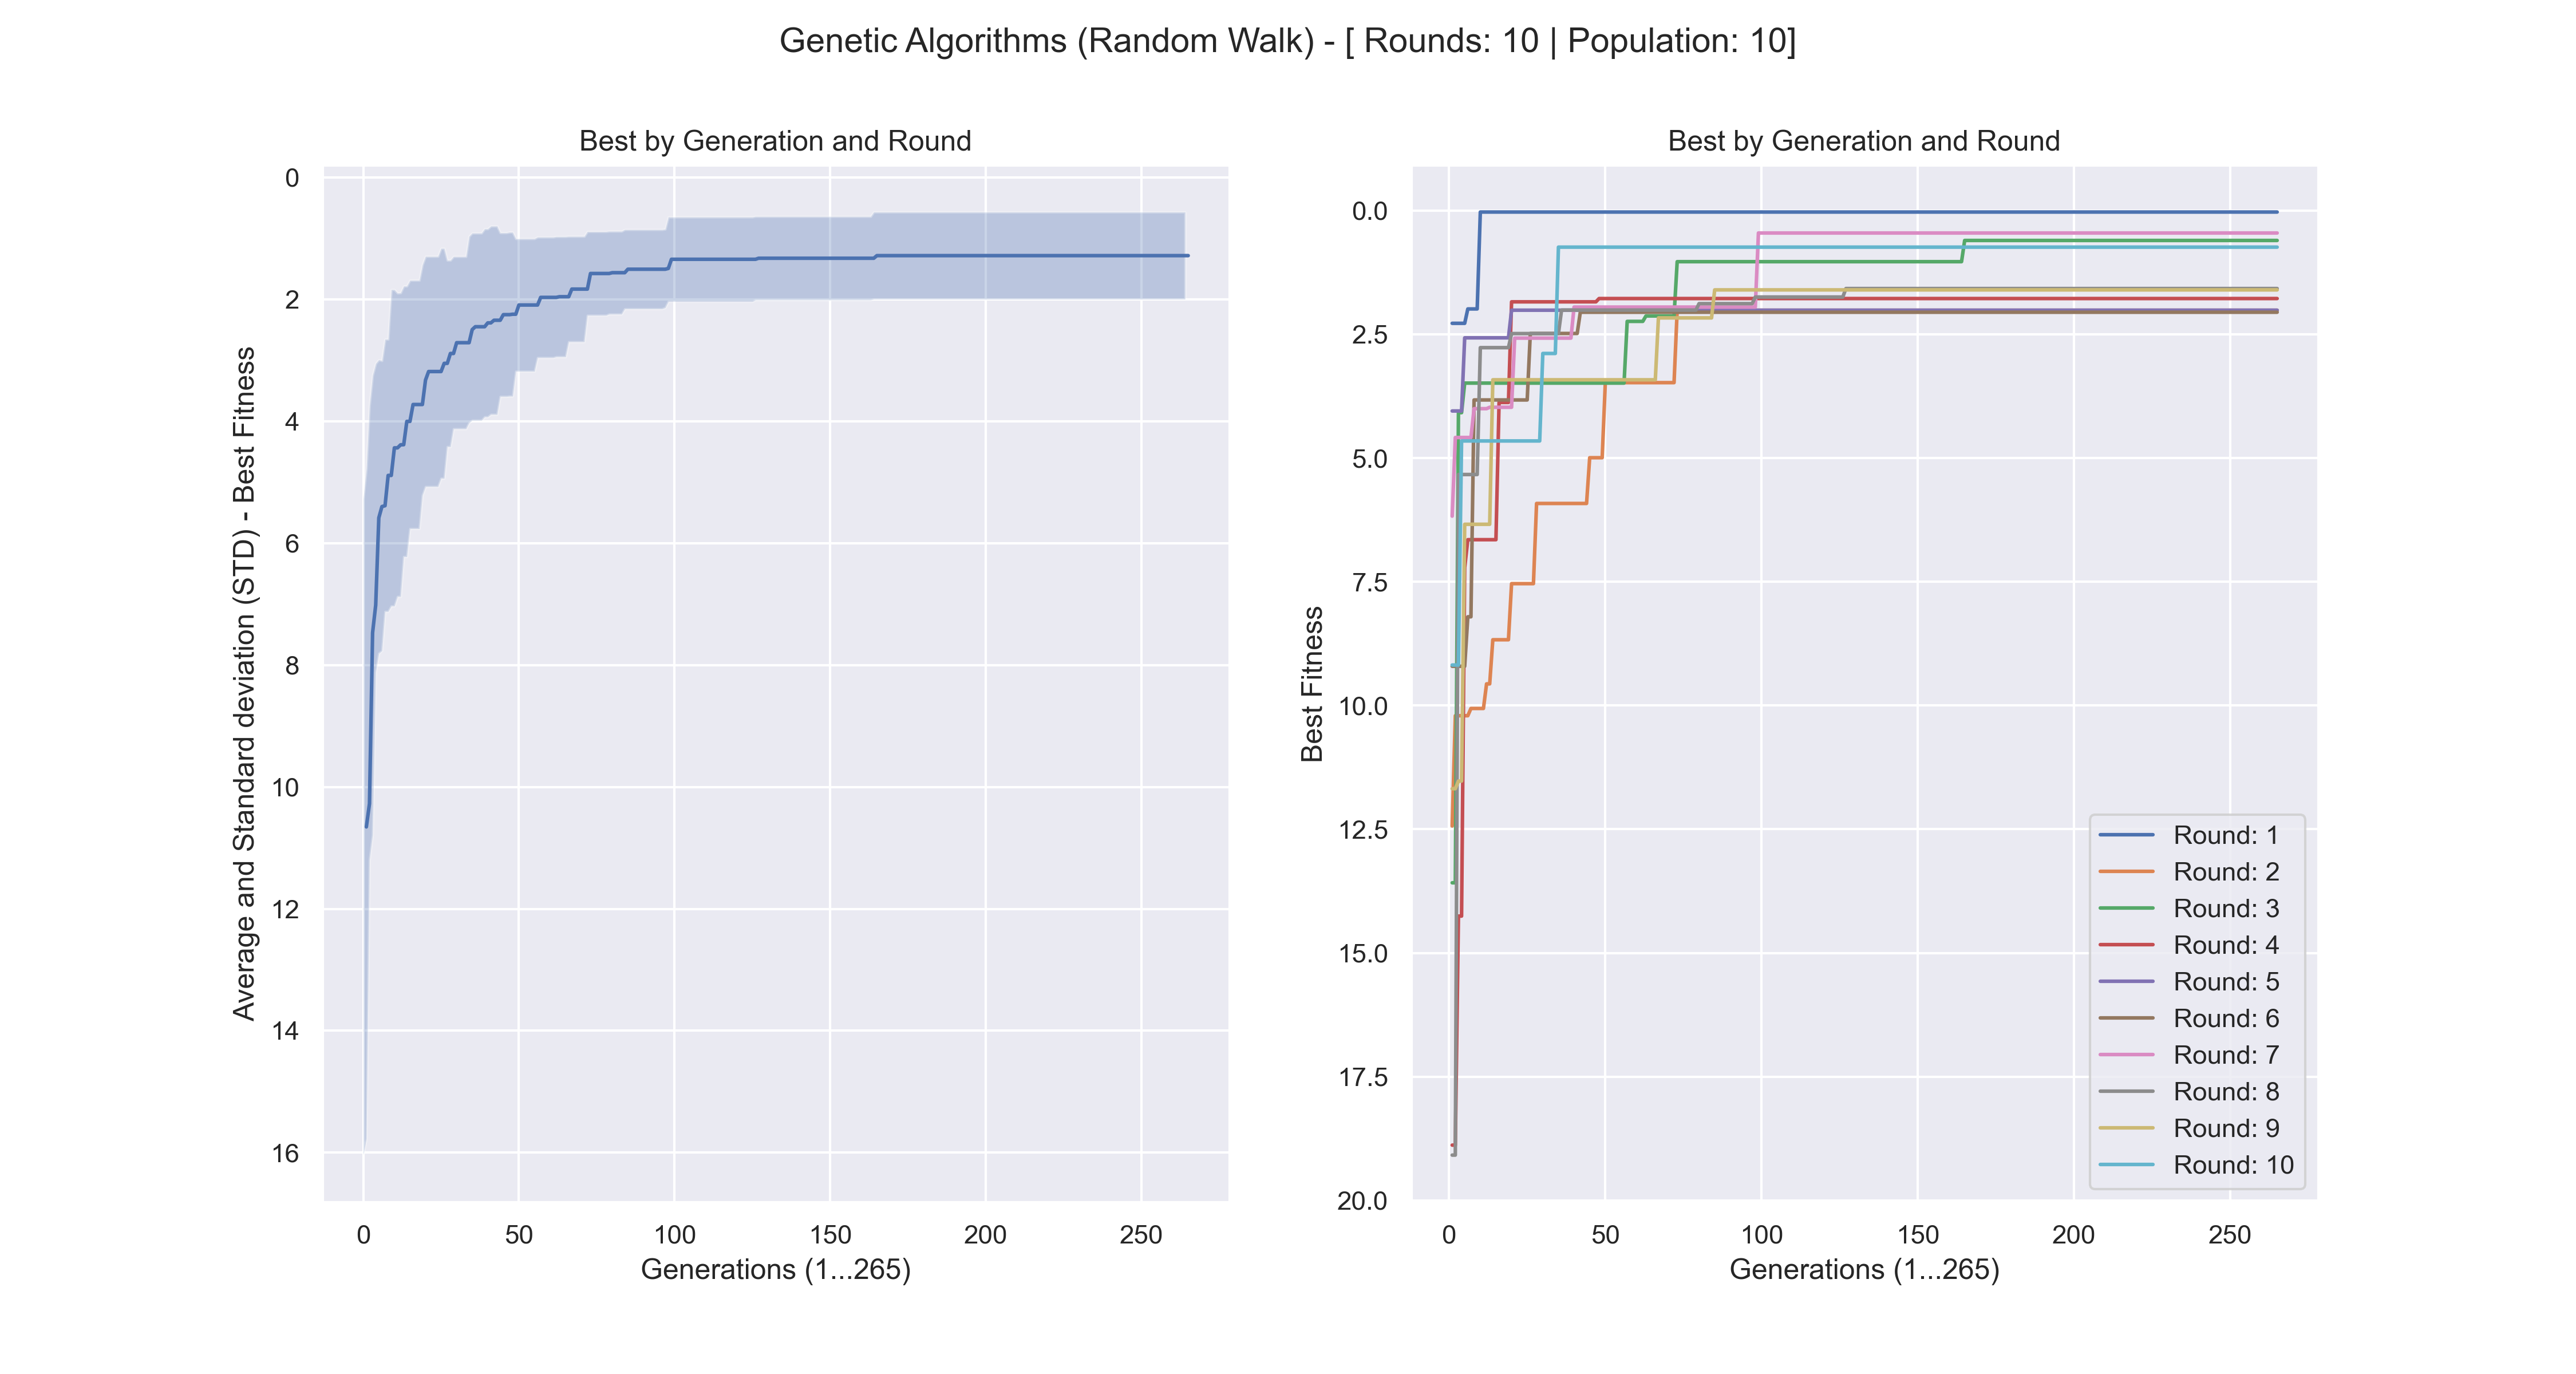 Genetic Algorithms (Random Walk) - [ Rounds: 10 | Population: 10]
Best by Generation and Round
Average and Standard deviation (STD) - Best Fitness
0
2
4
6
8
10
12
14
16
0
50
100
150
200
250
Generations (1...265)
Best by Generation and Round
Best Fitness
0.0
2.5
5.0
7.5
10.0
12.5
15.0
17.5
20.0
Round: 1
Round: 2
Round: 3
Round: 4
Round: 5
Round: 6
Round: 7
Round: 8
Round: 9
Round: 10
0
50
100
150
200
250
Generations (1...265)